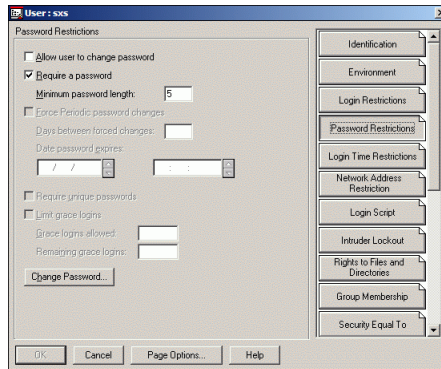 User : sxs
Password Restrictions
Allow user to change password
Require a password
Minimum password length: 5
Force Periodic password changes
Days between forced changes:
Date password expires:
/ /
: :
Require unique passwords
Limit grace logins
Grace logins allowed:
Remaining grace logins:
Change Password...
Identification
Environment
Login Restrictions
Password Restrictions
Login Time Restrictions
Network Address
Restriction
Login Script
Intruder Lockout
Rights to Files and
Directories
Group Membership
Security Equal To
OK Cancel Page Options... Help